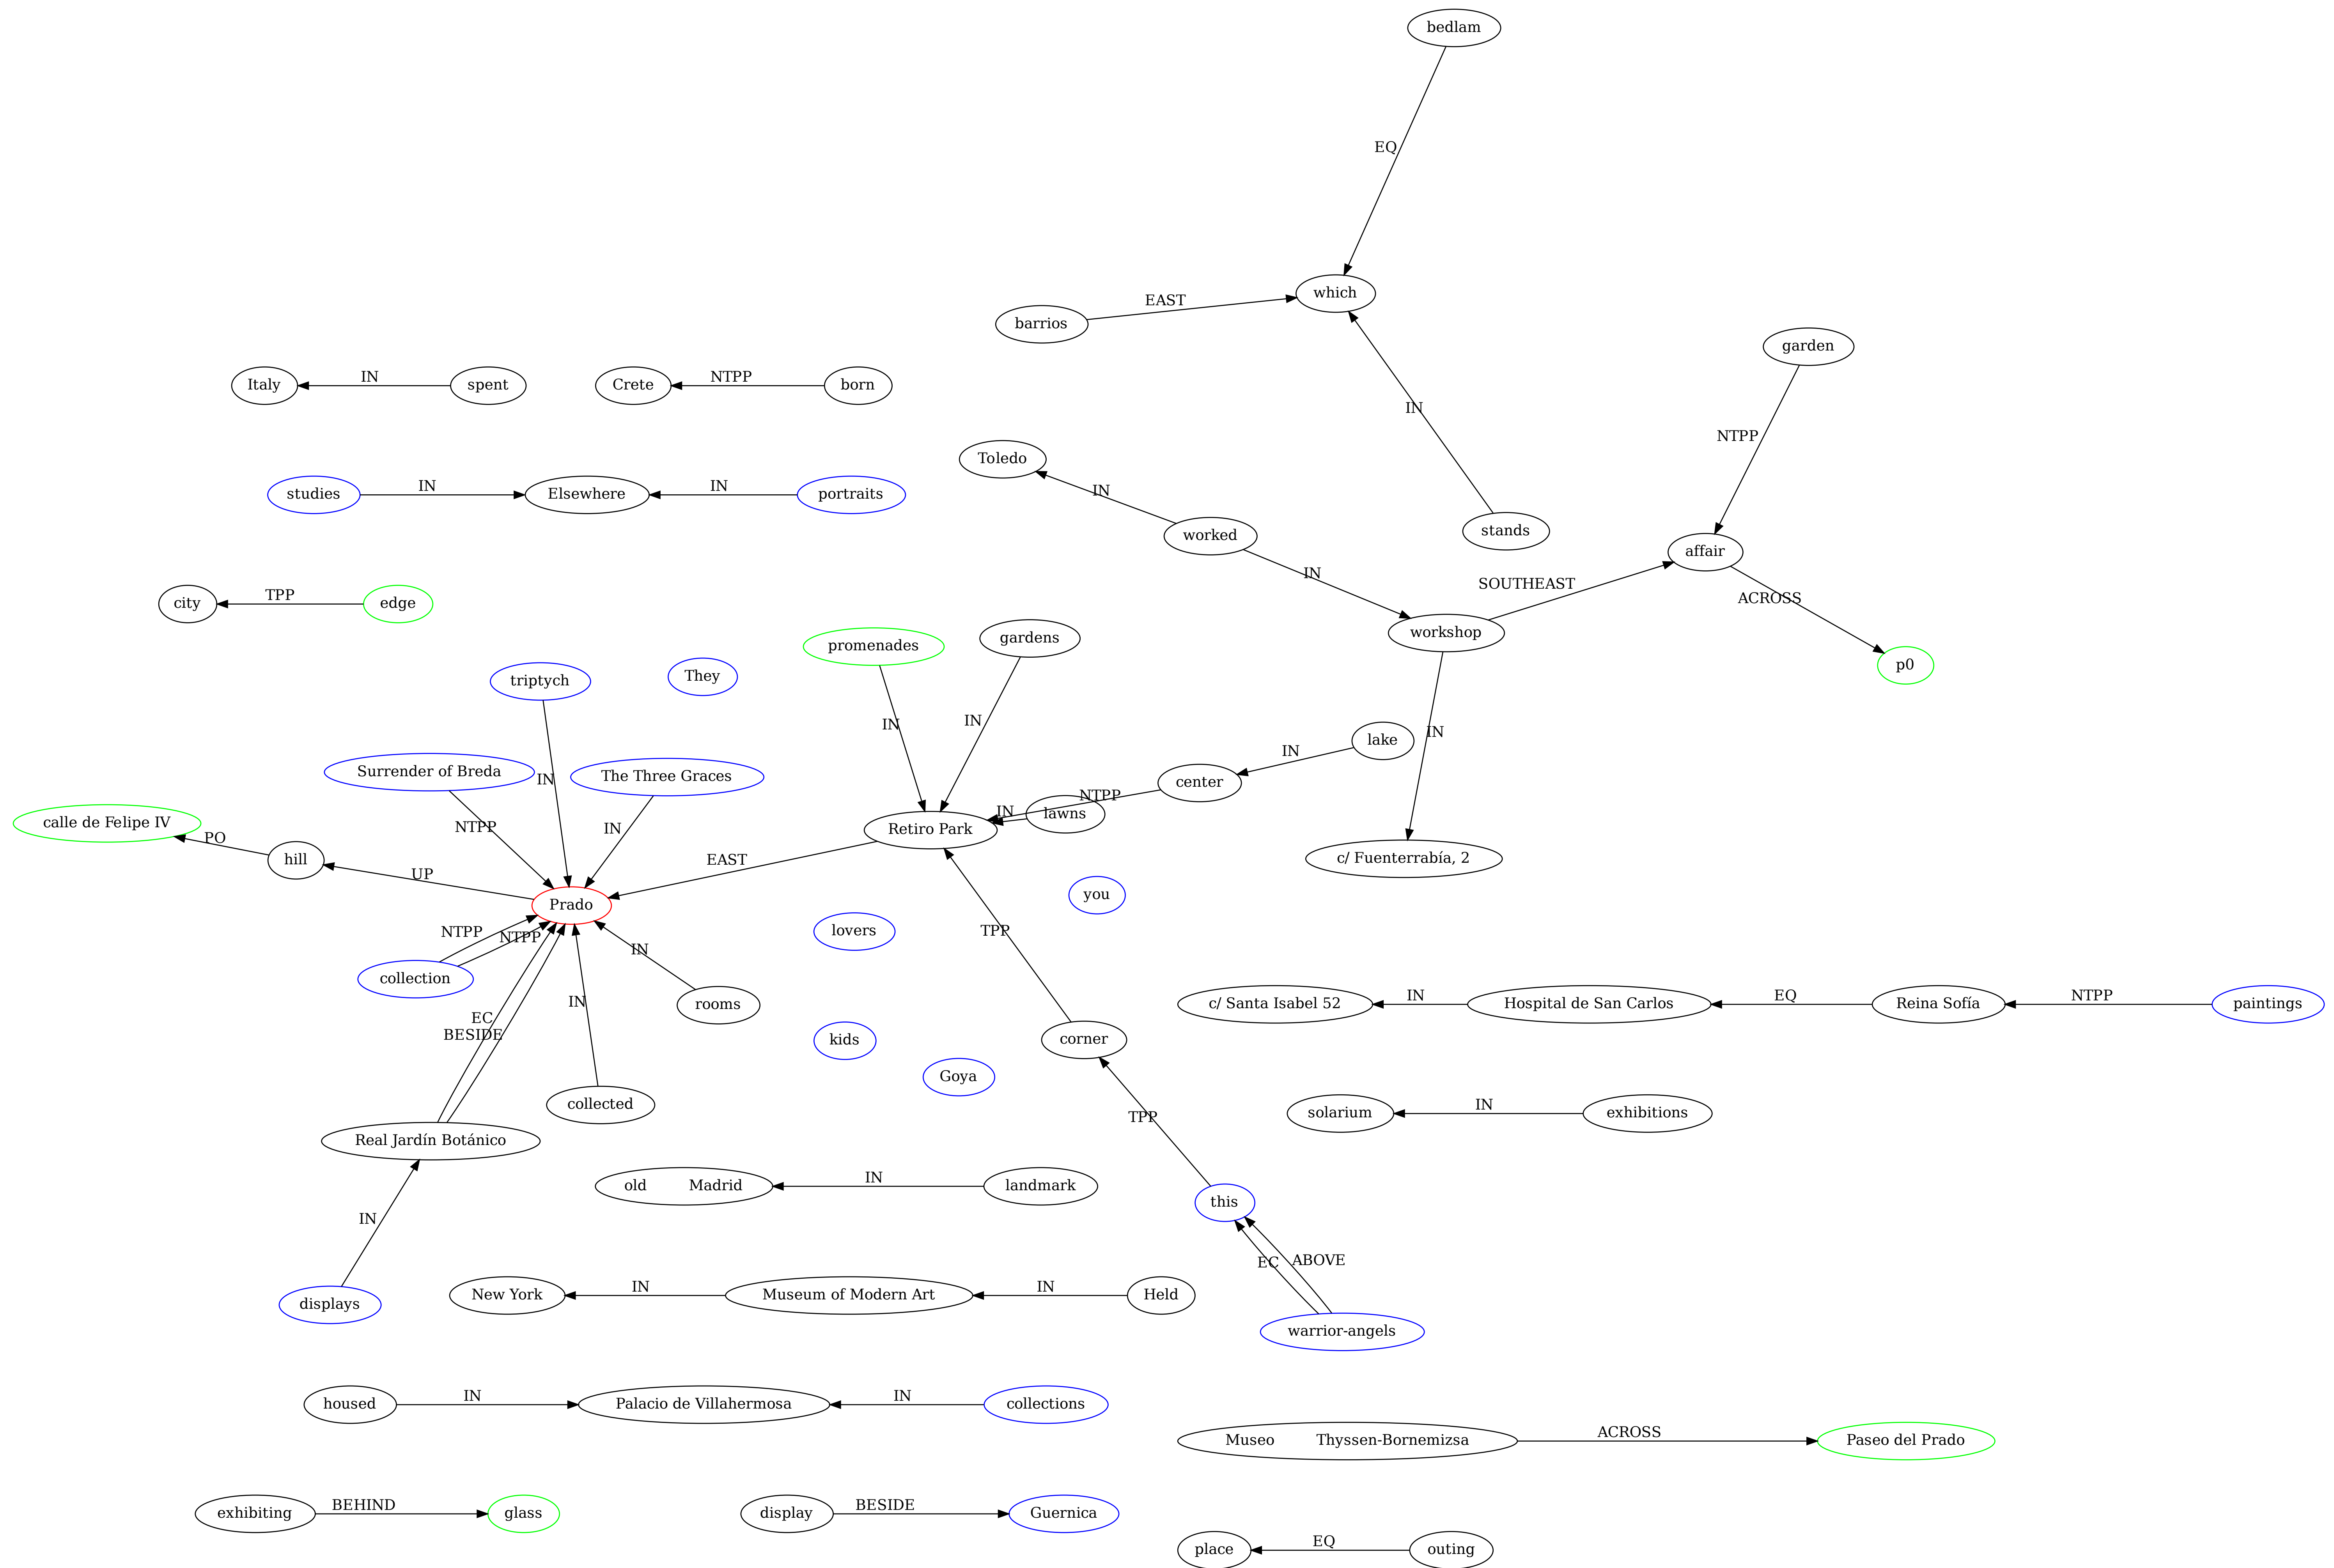 bedlam
EQ
which
EAST
barrios
garden
Italy
IN
spent
Crete
NTPP
born
IN
NTPP
Toledo
IN
studies
IN
Elsewhere
IN
portraits
worked
stands
affair
IN
SOUTHEAST
ACROSS
city
TPP
edge
workshop
promenades
gardens
p0
triptych
They
IN
IN
IN
lake
IN
Surrender of Breda
IN
The Three Graces
center
NTPP
IN
lawns
calle de Felipe IV
NTPP
IN
Retiro Park
PO
hill
EAST
c/ Fuenterrabía, 2
UP
you
Prado
NTPP
NTPP
lovers
TPP
IN
collection
IN
rooms
c/ Santa Isabel 52
IN
Hospital de San Carlos
EQ
Reina Sofía
NTPP
paintings
EC
BESIDE
kids
corner
Goya
collected
TPP
solarium
IN
exhibitions
Real Jardín Botánico
old Madrid
IN
landmark
this
IN
EC
ABOVE
displays
New York
IN
Museum of Modern Art
IN
Held
warrior-angels
housed
IN
Palacio de Villahermosa
IN
collections
Museo Thyssen-Bornemizsa
ACROSS
Paseo del Prado
exhibiting
BEHIND
glass
display
BESIDE
Guernica
place
EQ
outing